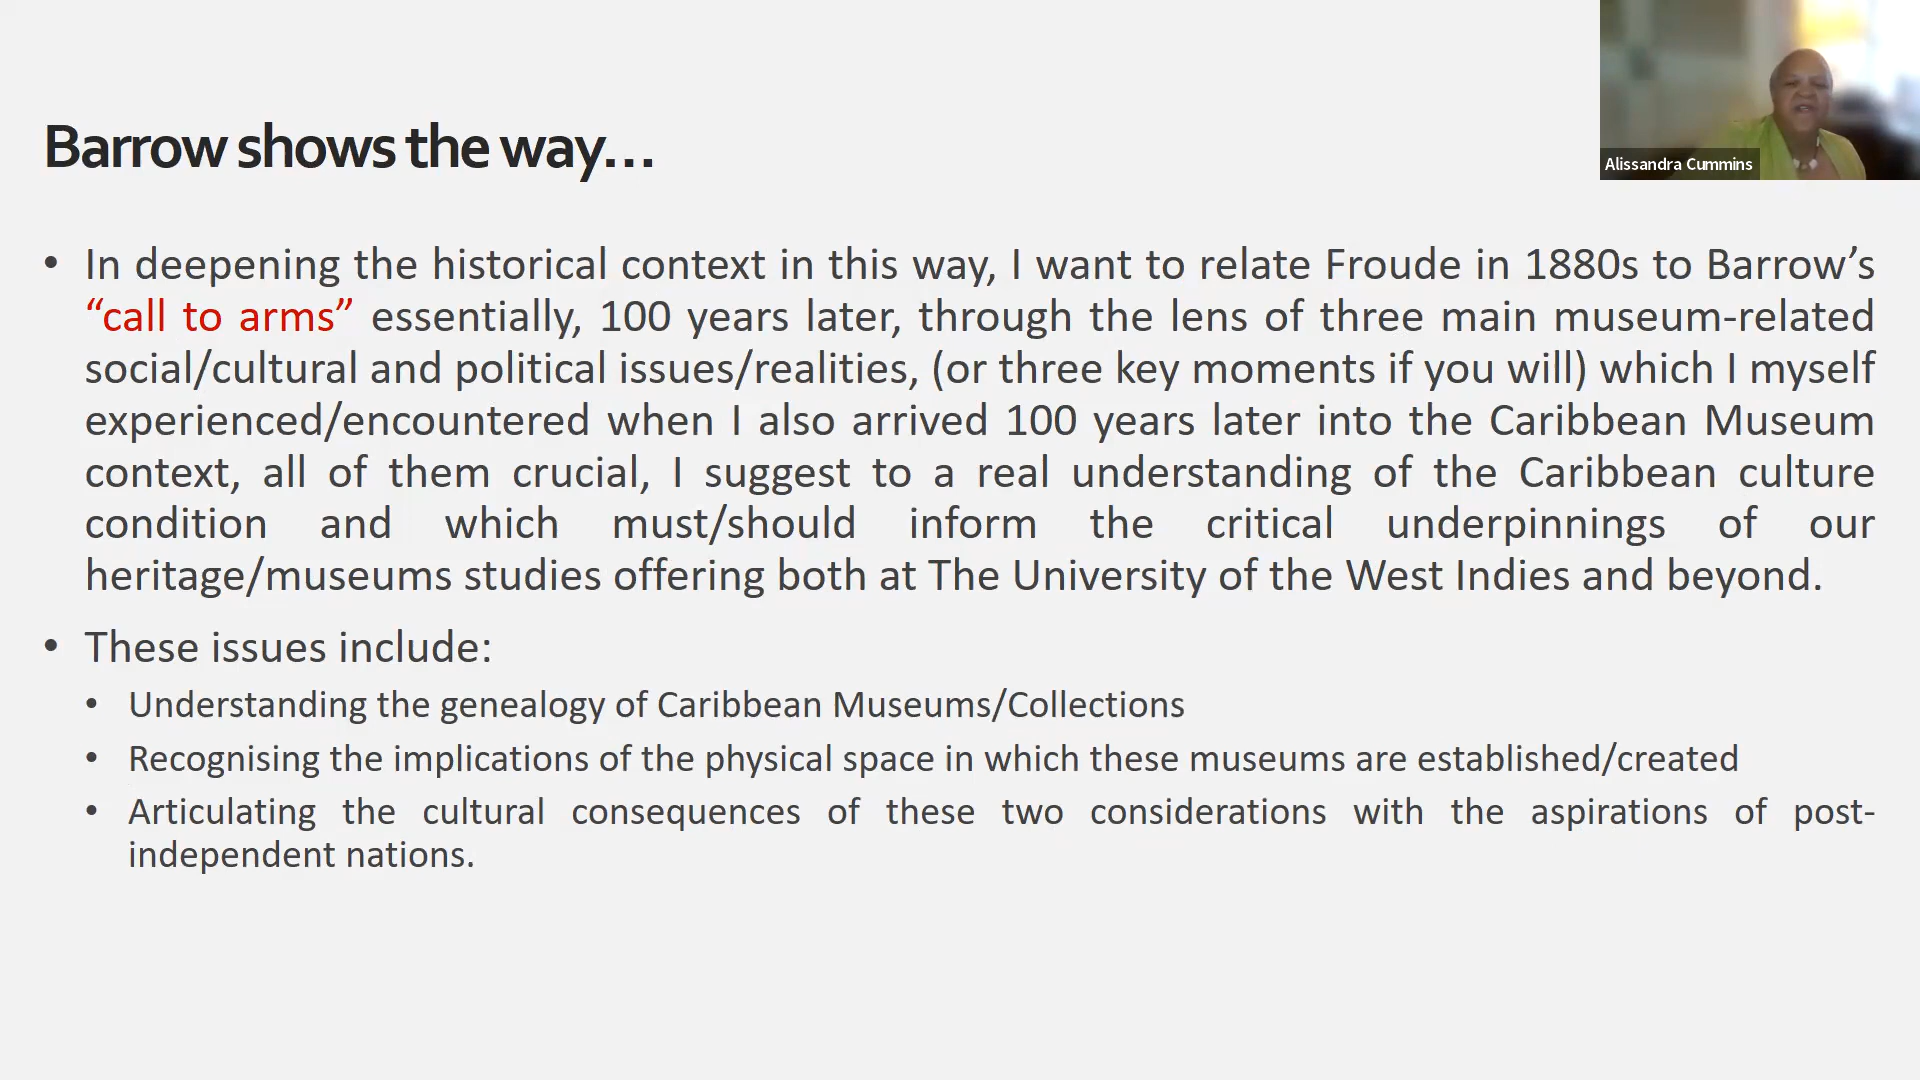 Barrow shows the way...
Alissandra Cummins
• In deepening the historical context in this way, I want to relate Froude in 1880s to Barrow’s
“call to arms” essentially, 100 years later, through the lens of three main museum-related
social/cultural and political issues/realities, (or three key moments if you will) which I myself
experienced/encountered when I also arrived 100 years later into the Caribbean Museum
context, all of them crucial, I suggest to a real understanding of the Caribbean culture
condition and which must/should inform the critical underpinnings of our
heritage/museums studies offering both at The University of the West Indies and beyond.
• These issues include:
• Understanding the genealogy of Caribbean Museums/Collections
• Recognising the implications of the physical space in which these museums are established/created
• Articulating the cultural consequences of these two considerations with the aspirations of post-
independent nations.